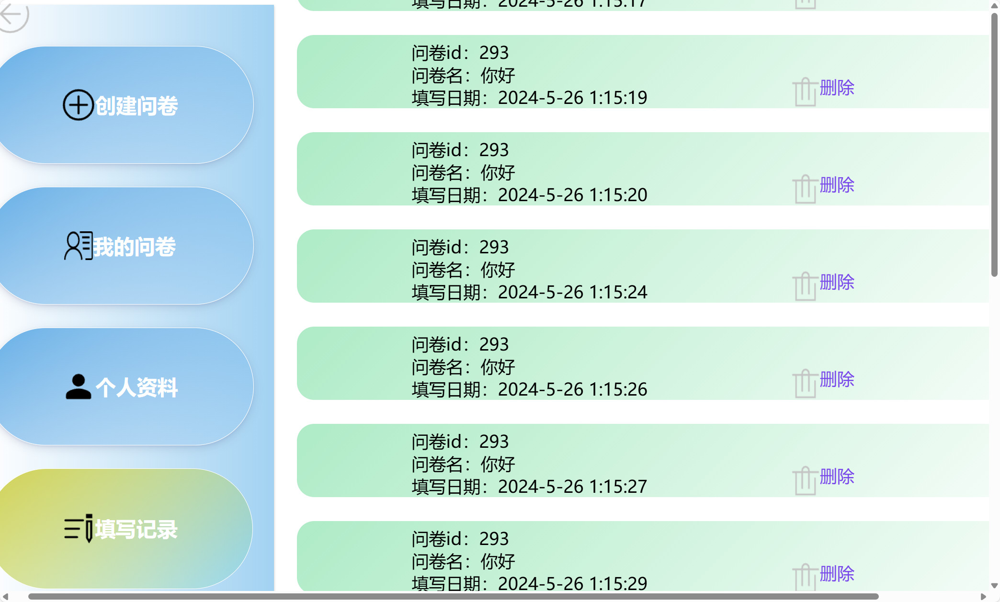 创建问卷
我的问卷
个人资料
填写记录
填写日期：2024-5-26 1:15:17
问卷id：293
问卷名：你好
填写日期：2024-5-26 1:15:19
删除
问卷id：293
问卷名：你好
填写日期：2024-5-26 1:15:20
删除
问卷id：293
问卷名：你好
填写日期：2024-5-26 1:15:24
删除
问卷id：293
问卷名：你好
填写日期：2024-5-26 1:15:26
删除
问卷id：293
问卷名：你好
填写日期：2024-5-26 1:15:27
删除
问卷id：293
问卷名：你好
填写日期：2024-5-26 1:15:29
删除